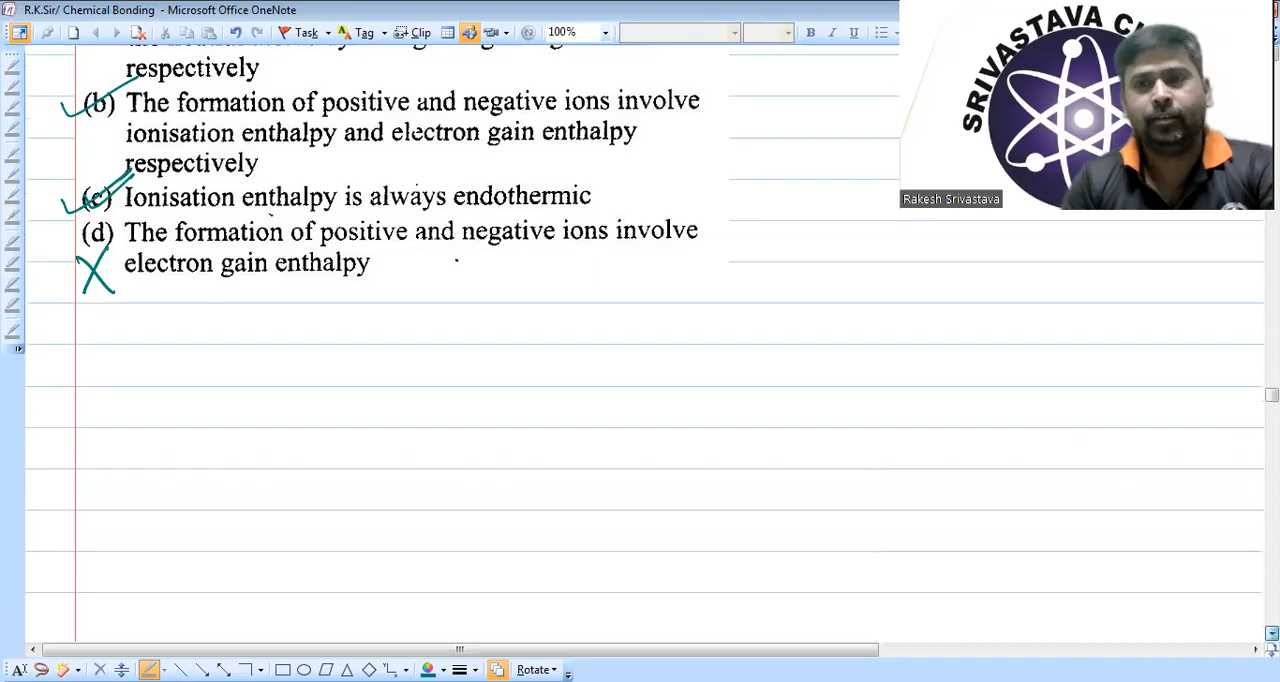 R.K.Sir/ Chemical Bonding - Microsoft Office OneNote
Task Tag Clip 100% B I U
respectively
(b) The formation of positive and negative ions involve
ionisation enthalpy and electron gain enthalpy
respectively
(c) Ionisation enthalpy is always endothermic
(d) The formation of positive and negative ions involve
electron gain enthalpy
SRIVASTAVA
Rakesh Srivastava
Rotate